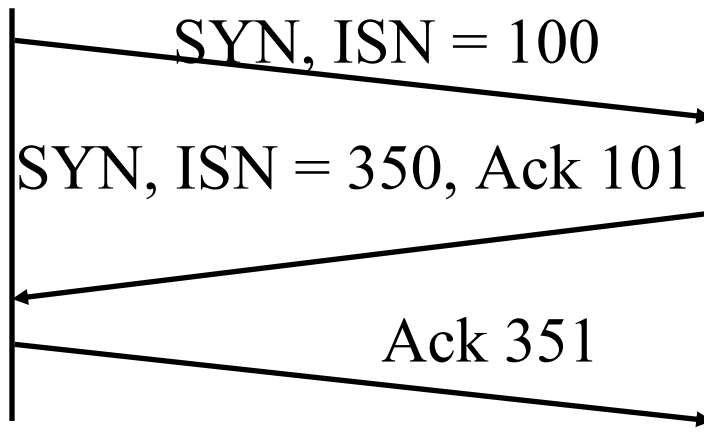 SYN, ISN = 100
SYN, ISN = 350, Ack 101
Ack 351